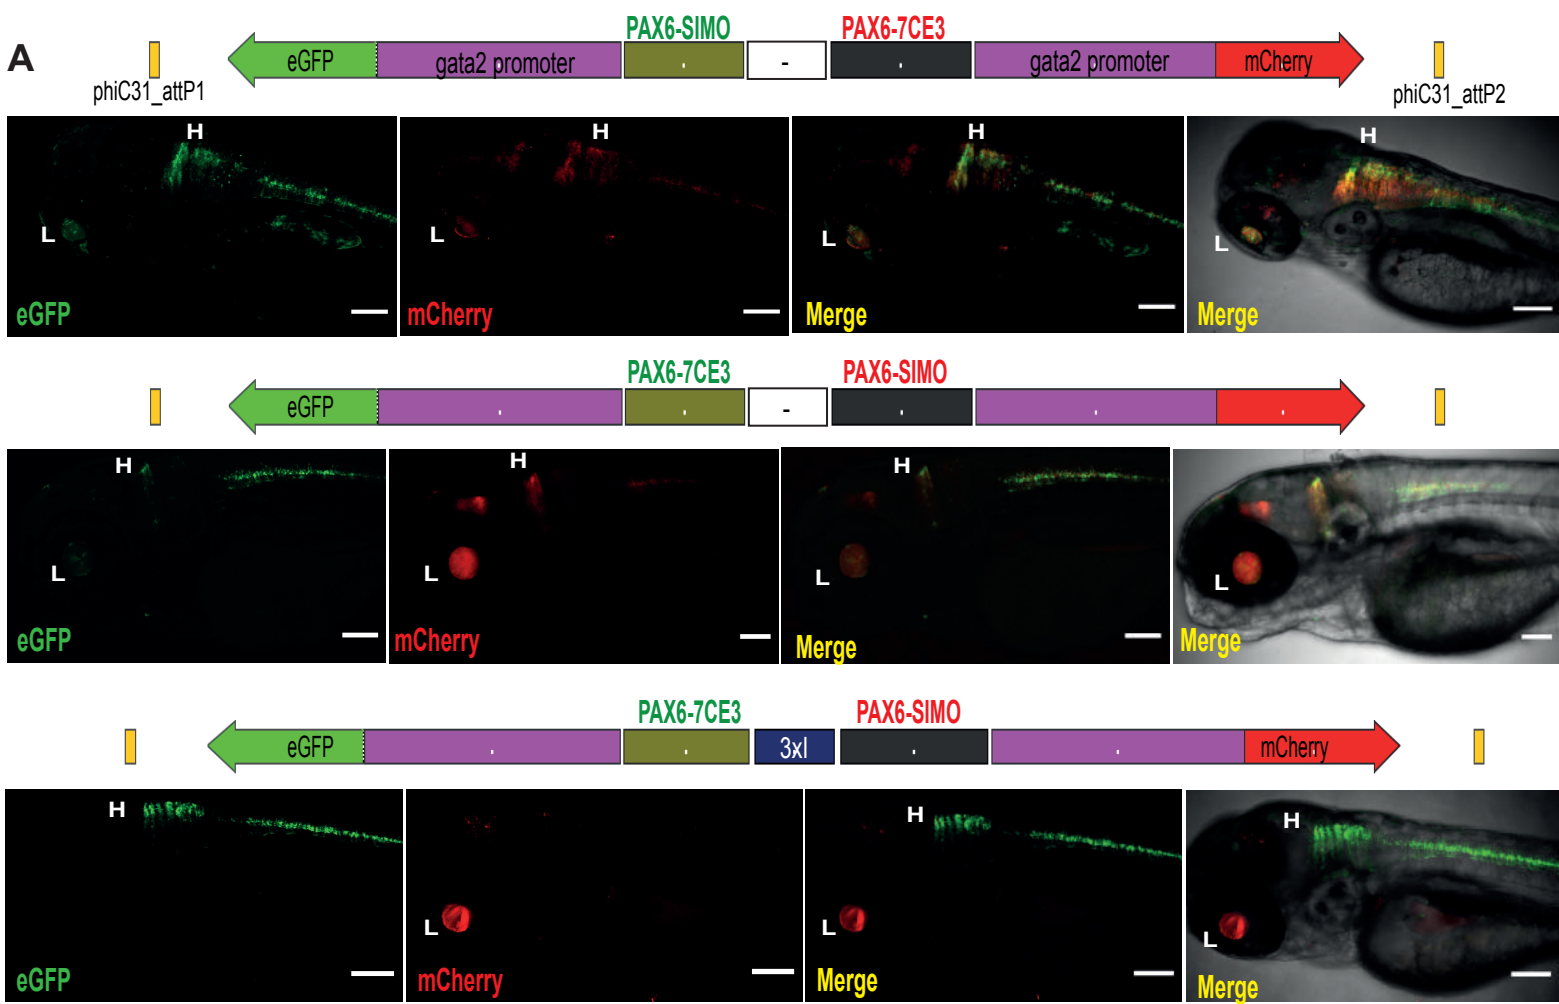 A
PAX6-SIMO PAX6-7CE3
eGFP gata2 promoter - gata2 promoter mCherry
phiC31_attP1 phiC31_attP2
H H H H
L L L L
eGFP mCherry Merge Merge
PAX6-7CE3 PAX6-SIMO
eGFP -
H H H
L L L L
eGFP mCherry Merge Merge
PAX6-7CE3 PAX6-SIMO
eGFP 3xI mCherry
H H H
L L L
eGFP mCherry Merge Merge